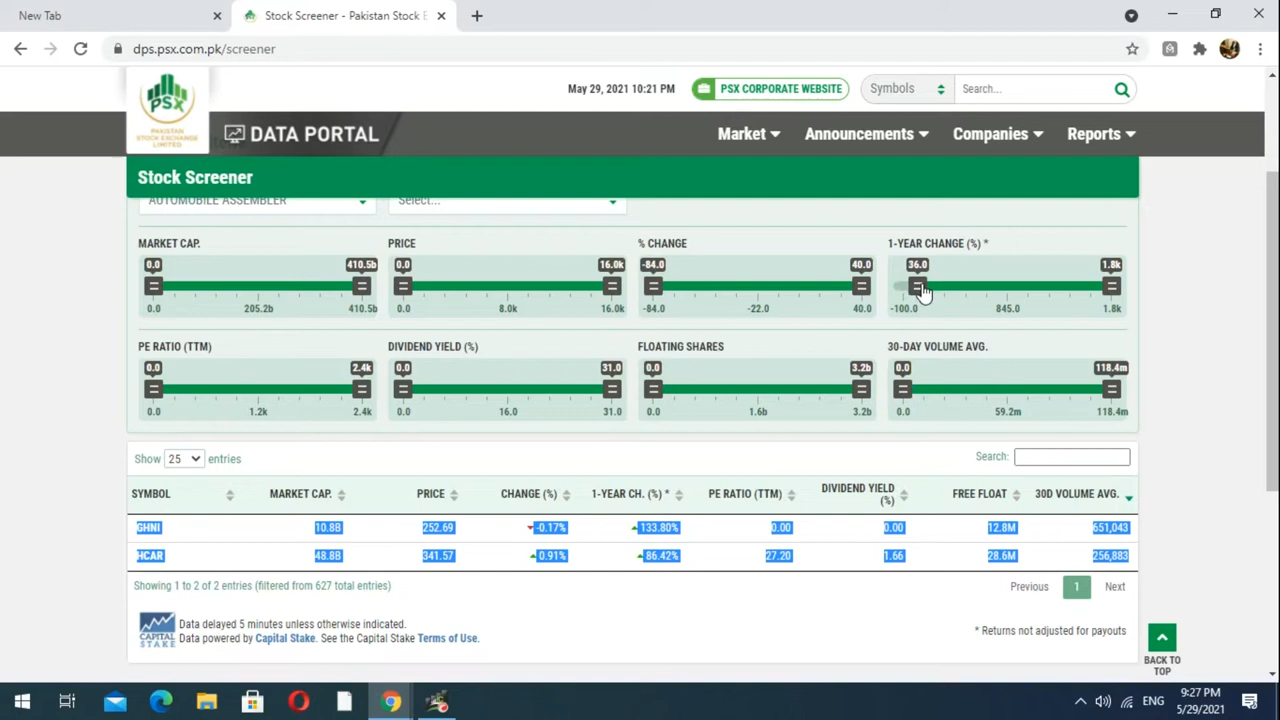 New Tab
Stock Screener - Pakistan Stock E
dps.psx.com.pk/screener
PSX
PAKISTAN
STOCK EXCHANGE
LIMITED
May 29, 2021 10:21 PM
PSX CORPORATE WEBSITE
Symbols
Search...
DATA PORTAL
Market
Announcements
Companies
Reports
Stock Screener
AUTOMOBILE ASSEMBLER
Select...
MARKET CAP.
PRICE
% CHANGE
1-YEAR CHANGE (%) *
0.0 410.5b 0.0 16.0k -84.0 40.0 36.0 1.8k
0.0 205.2b 410.5b 0.0 8.0k 16.0k -84.0 -22.0 40.0 -100.0 845.0 1.8k
PE RATIO (TTM)
DIVIDEND YIELD (%)
FLOATING SHARES
30-DAY VOLUME AVG.
0.0 2.4k 0.0 31.0 0.0 3.2b 0.0 118.4m
0.0 1.2k 2.4k 0.0 16.0 31.0 0.0 1.6b 3.2b 0.0 59.2m 118.4m
Show 25 entries
Search:
SYMBOL MARKET CAP. PRICE CHANGE (%) 1-YEAR CH. (%) * PE RATIO (TTM) DIVIDEND YIELD (%) FREE FLOAT 30D VOLUME AVG.
GHNI 10.8B 252.69 -0.17% 133.80% 0.00 0.00 12.8M 651,043
HCAR 48.8B 341.57 0.91% 86.42% 27.20 1.66 28.6M 256,883
Showing 1 to 2 of 2 entries (filtered from 627 total entries)
Previous 1 Next
CAPITAL
STAKE
Data delayed 5 minutes unless otherwise indicated.
Data powered by Capital Stake. See the Capital Stake Terms of Use.
* Returns not adjusted for payouts
BACK TO
TOP
ENG
9:27 PM
5/29/2021